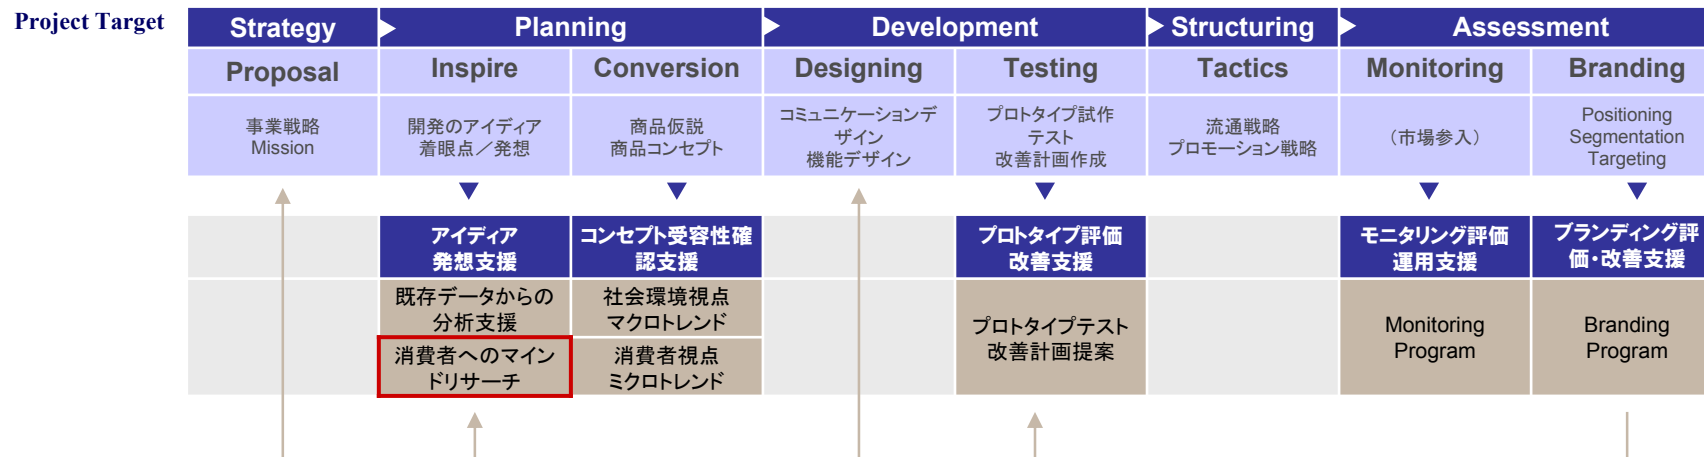 Project Target
Strategy
Planning
Development
Structuring
Assessment
Proposal
Inspire
Conversion
Designing
Testing
Tactics
Monitoring
Branding
事業戦略
Mission
開発のアイディア
着眼点／発想
商品仮説
商品コンセプト
コミュニケーションデ
ザイン
機能デザイン
プロトタイプ試作
テスト
改善計画作成
流通戦略
プロモーション戦略
（市場参入）
Positioning
Segmentation
Targeting
アイディア
発想支援
コンセプト受容性確
認支援
プロトタイプ評価
改善支援
モニタリング評価
運用支援
ブランディング評
価・改善支援
既存データからの
分析支援
社会環境視点
マクロトレンド
消費者へのマイン
ドリサーチ
消費者視点
ミクロトレンド
プロトタイプテスト
改善計画提案
Monitoring
Program
Branding
Program